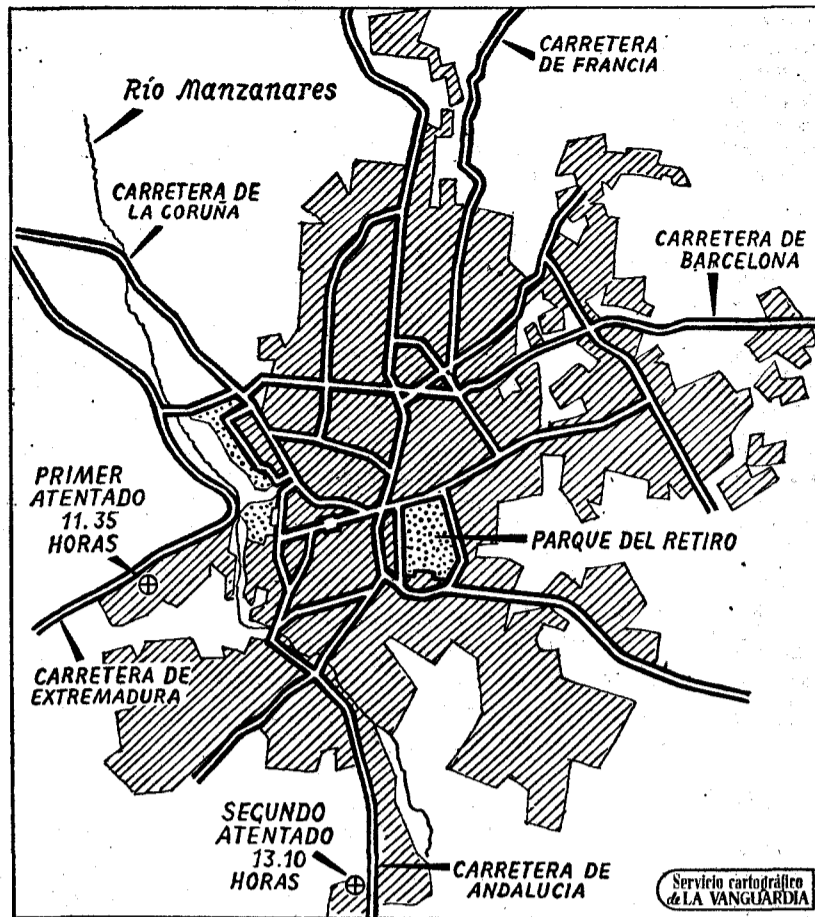 CARRETERA
DE FRANCIA
Río Manzanares
CARRETERA DE
LA CORUÑA
CARRETERA DE
BARCELONA
PRIMER
ATENTADO
11.35
HORAS
PARQUE DEL RETIRO
CARRETERA DE
EXTREMADURA
SEGUNDO
ATENTADO
13.10
HORAS
CARRETERA DE
ANDALUCIA
Servicio cartográfico
de LA VANGUARDIA